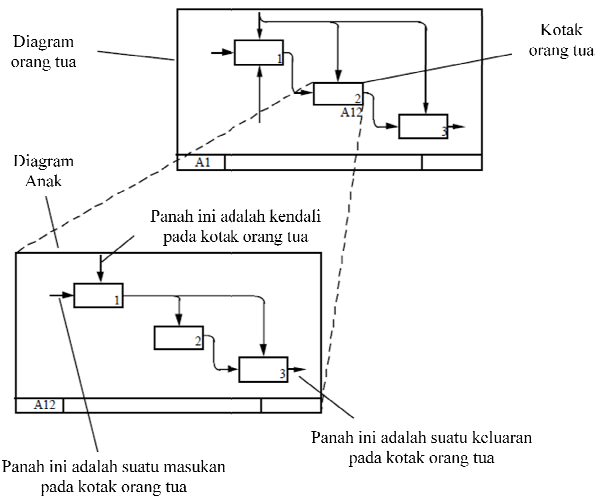 Diagram
orang tua
Kotak
orang tua
1
2
A12
3
A1
Diagram
Anak
Panah ini adalah kendali
pada kotak orang tua
1
2
3
A12
Panah ini adalah suatu keluaran
pada kotak orang tua
Panah ini adalah suatu masukan
pada kotak orang tua